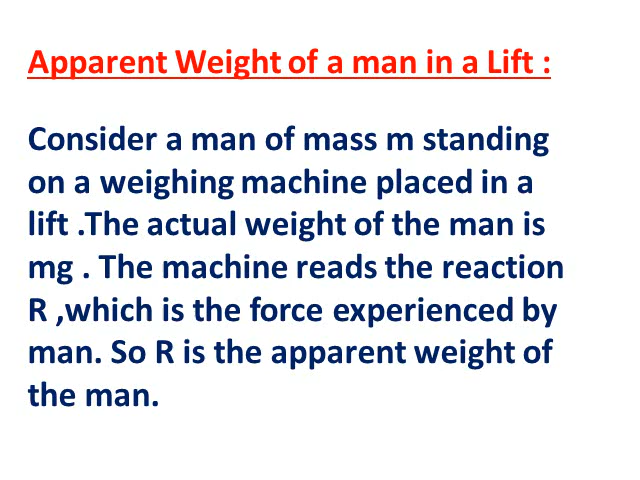 Apparent Weight of a man in a Lift :
Consider a man of mass m standing
on a weighing machine placed in a
lift .The actual weight of the man is
mg . The machine reads the reaction
R ,which is the force experienced by
man. So R is the apparent weight of
the man.